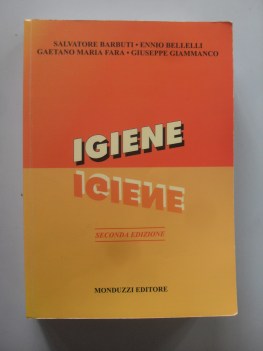 SALVATORE BARBUTI • ENNIO BELLELLI
GAETANO MARIA FARA • GIUSEPPE GIAMMANCO
IGIENE
IGIENE
SECONDA EDIZIONE
MONDUZZI EDITORE